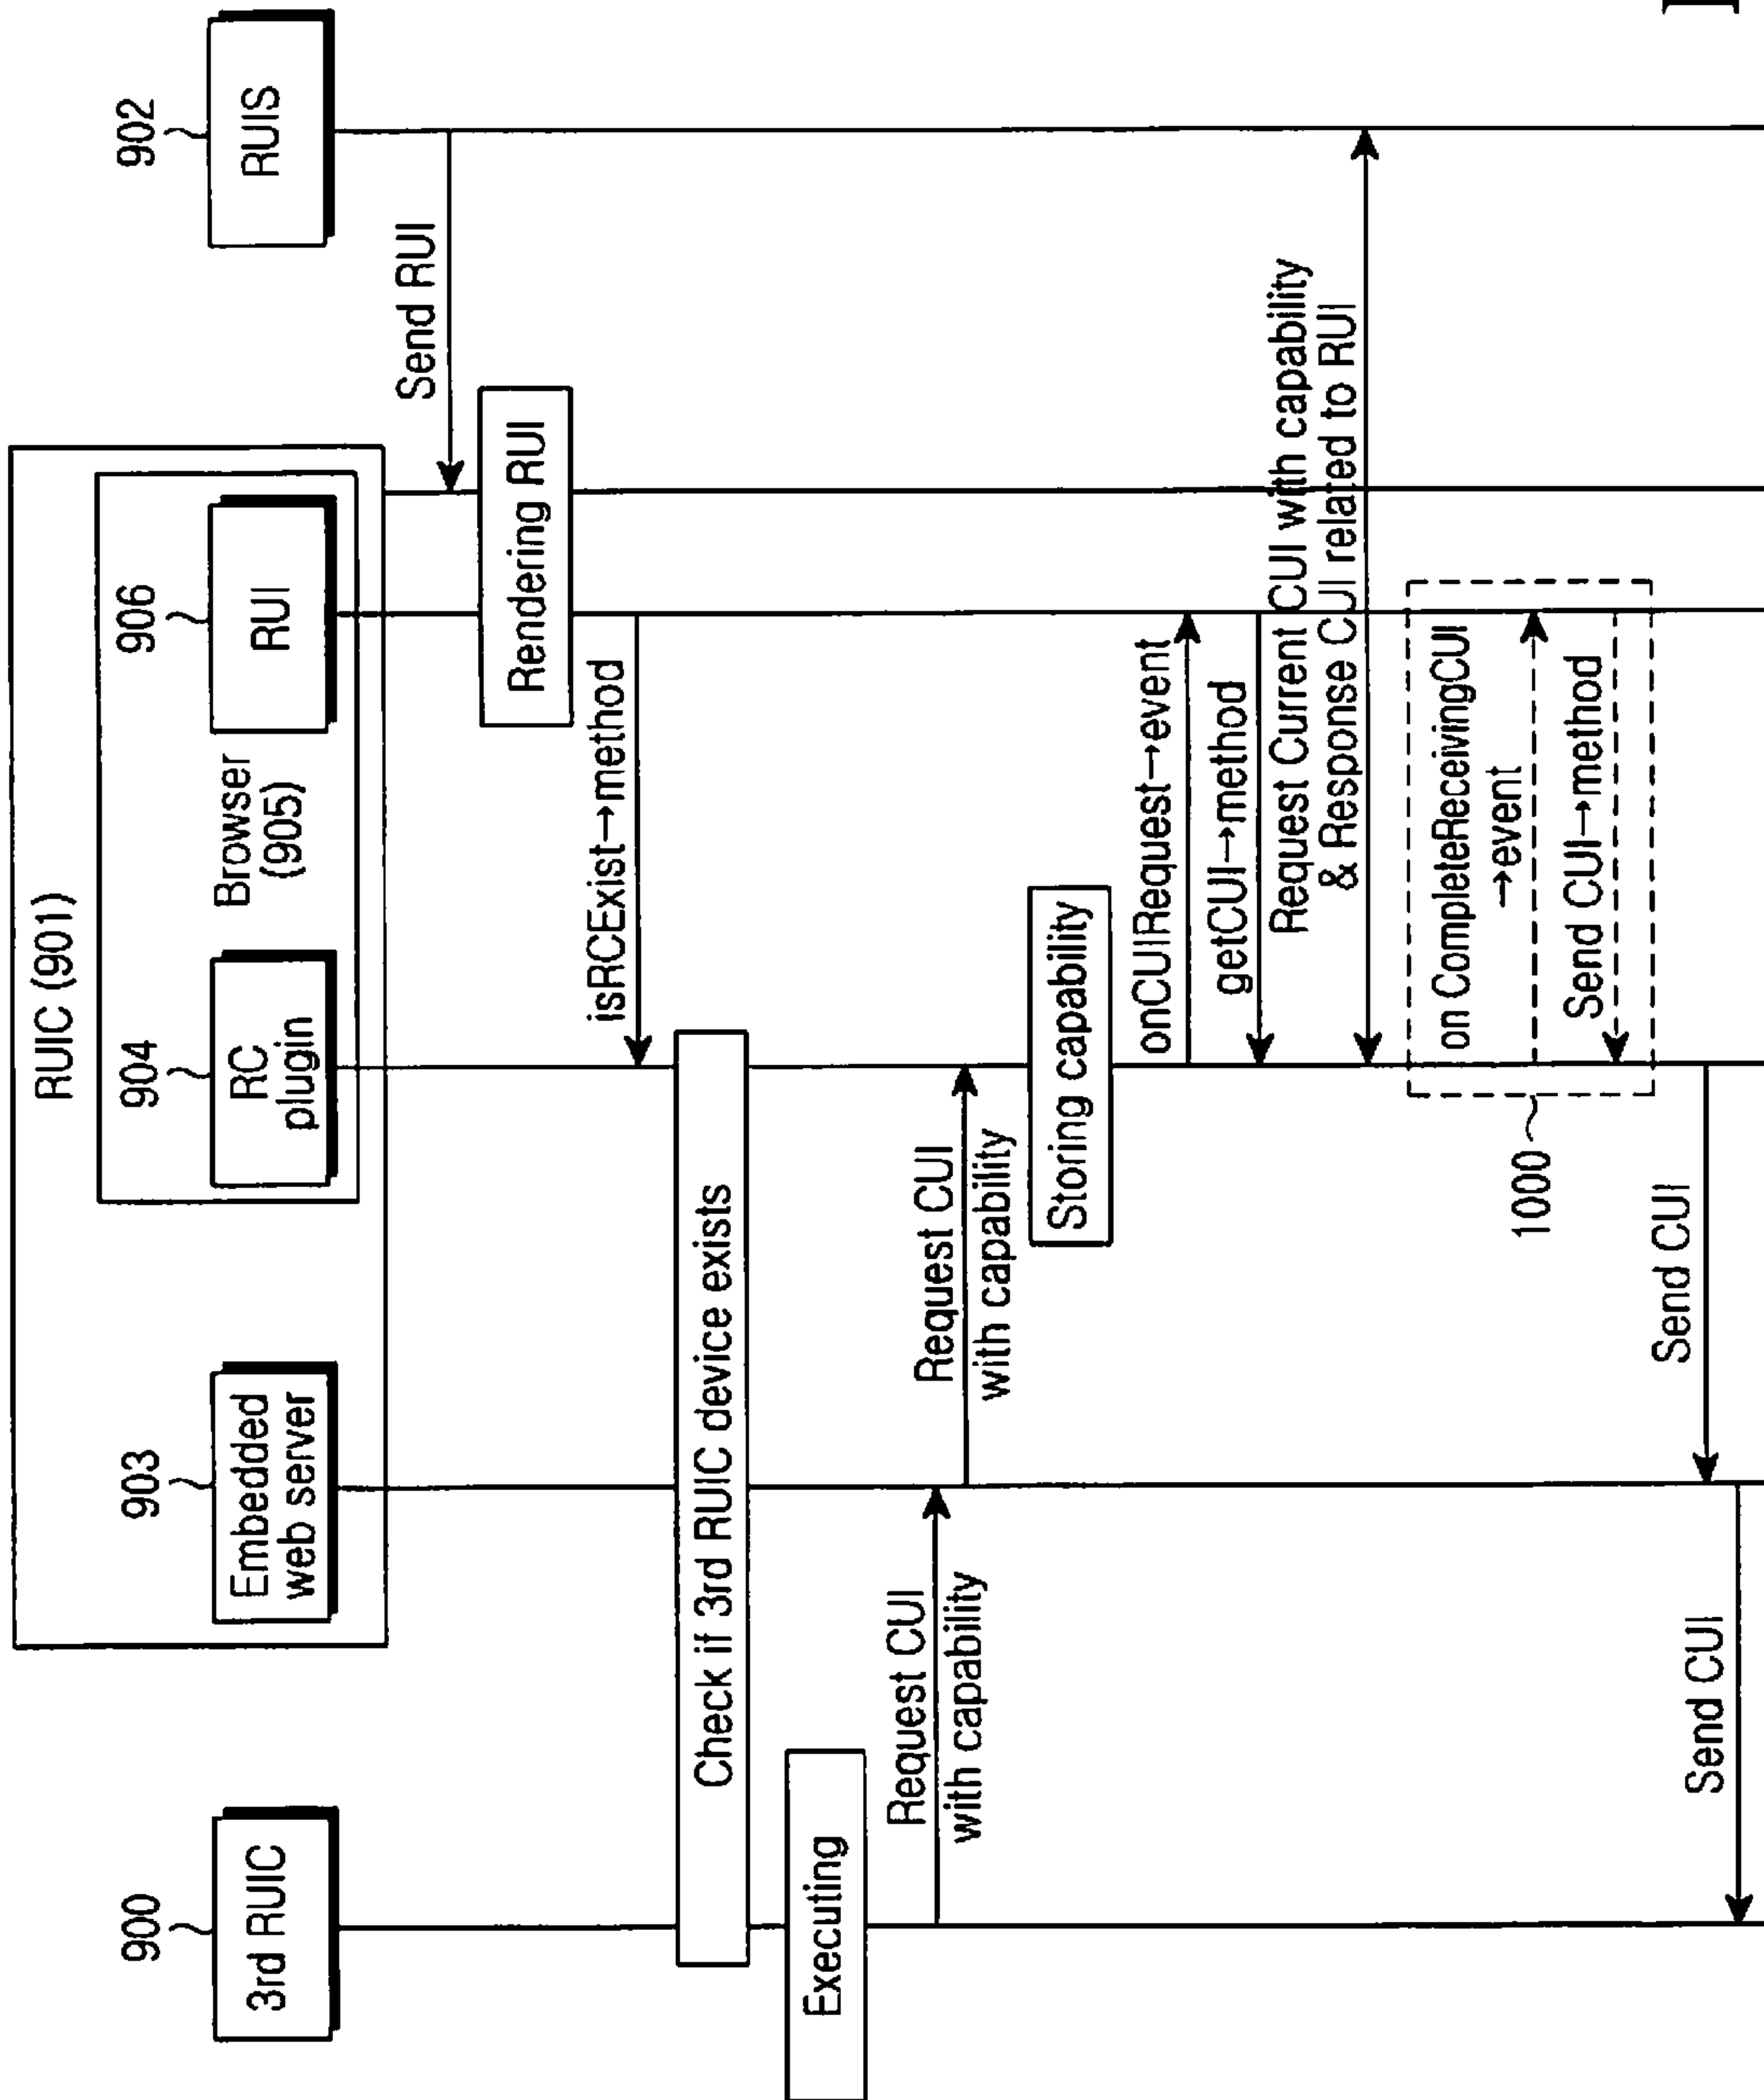 RUIC (901)
900
903
904
906
902
3rd RUIC
Embedded
web server
RC
plugin
Browser
(905)
RUI
RUIS
Send RUI
Rendering RUI
isRCExist→method
Check if 3rd RUIC device exists
Executing
Request CUI
with capability
Request CUI
with capability
Storing capability
onCUIRequest→event
getCUI→method
Request Current CUI with capability
& Response CUI related to RUI
on CompleteReceivingCUI
→event
Send CUI→method
1000
Send CUI
Send CUI